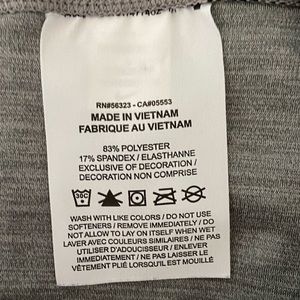 RN#56323 - CA#05553
MADE IN VIETNAM
FABRIQUE AU VIETNAM
83% POLYESTER
17% SPANDEX / ELASTHANNE
EXCLUSIVE OF DECORATION /
DECORATION NON COMPRISE
30C
WASH WITH LIKE COLORS / DO NOT USE
SOFTENERS / REMOVE IMMEDIATELY / DO
NOT ALLOW TO LAY ON ITSELF WHEN WET
LAVER AVEC COULEURS SIMILAIRES / NE PAS
UTILISER D'ADOUCISSEUR / ENLEVER
IMMEDIATEMENT / NE PAS LAISSER LE
VÊTEMENT PLIÉ LORSQU'IL EST MOUILLÉ